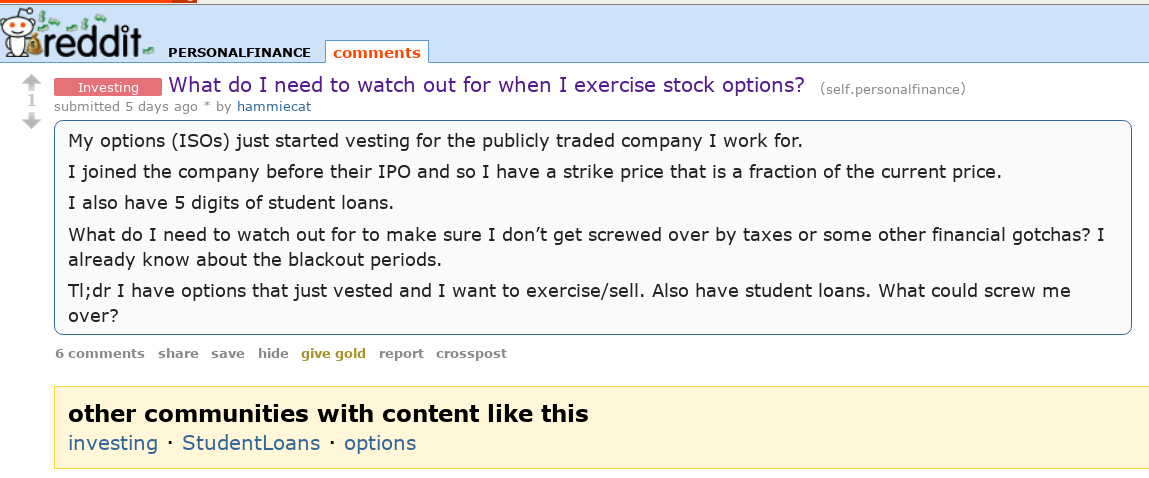 reddit PERSONALFINANCE comments
Investing What do I need to watch out for when I exercise stock options? (self.personalfinance)
1
submitted 5 days ago * by hammiecat
My options (ISOs) just started vesting for the publicly traded company I work for.
I joined the company before their IPO and so I have a strike price that is a fraction of the current price.
I also have 5 digits of student loans.
What do I need to watch out for to make sure I don’t get screwed over by taxes or some other financial gotchas? I
already know about the blackout periods.
Tl;dr I have options that just vested and I want to exercise/sell. Also have student loans. What could screw me
over?
6 comments share save hide give gold report crosspost
other communities with content like this
investing · StudentLoans · options